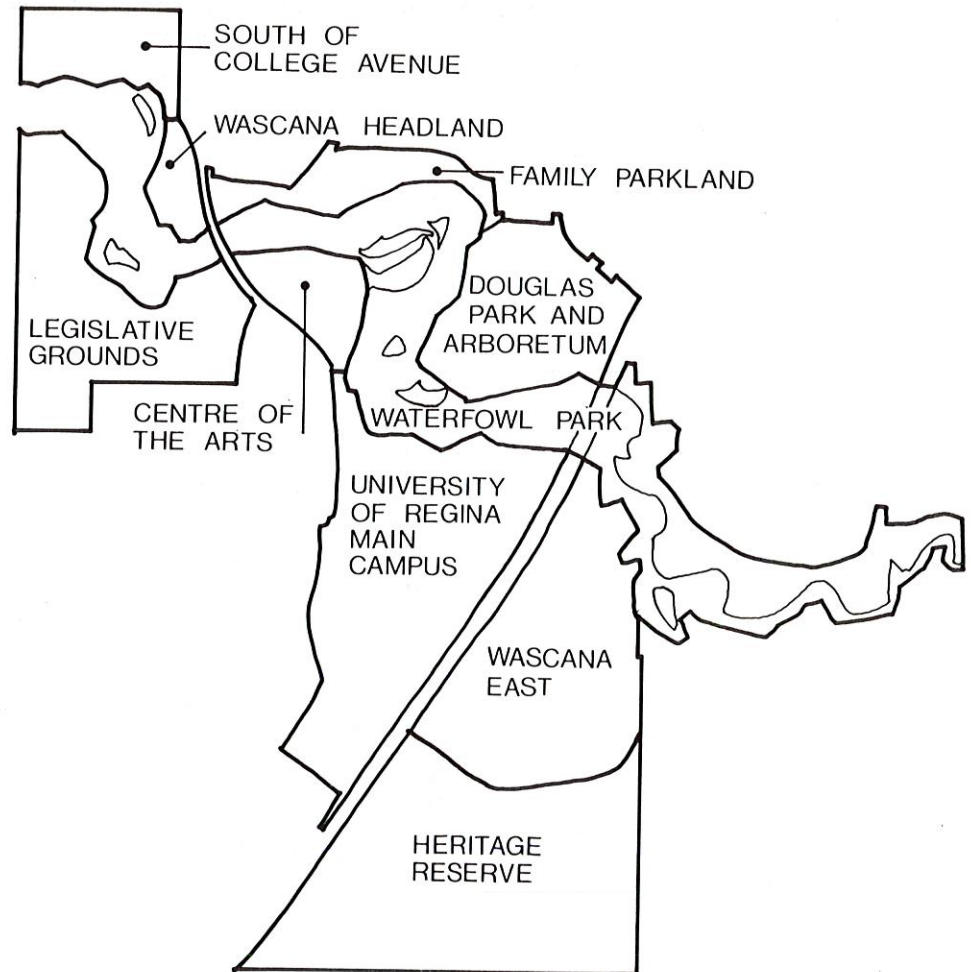 SOUTH OF
COLLEGE AVENUE
WASCANA HEADLAND
FAMILY PARKLAND
DOUGLAS
PARK AND
ARBORETUM
LEGISLATIVE
GROUNDS
CENTRE OF
THE ARTS
WATERFOWL PARK
UNIVERSITY
OF REGINA
MAIN
CAMPUS
WASCANA
EAST
HERITAGE
RESERVE